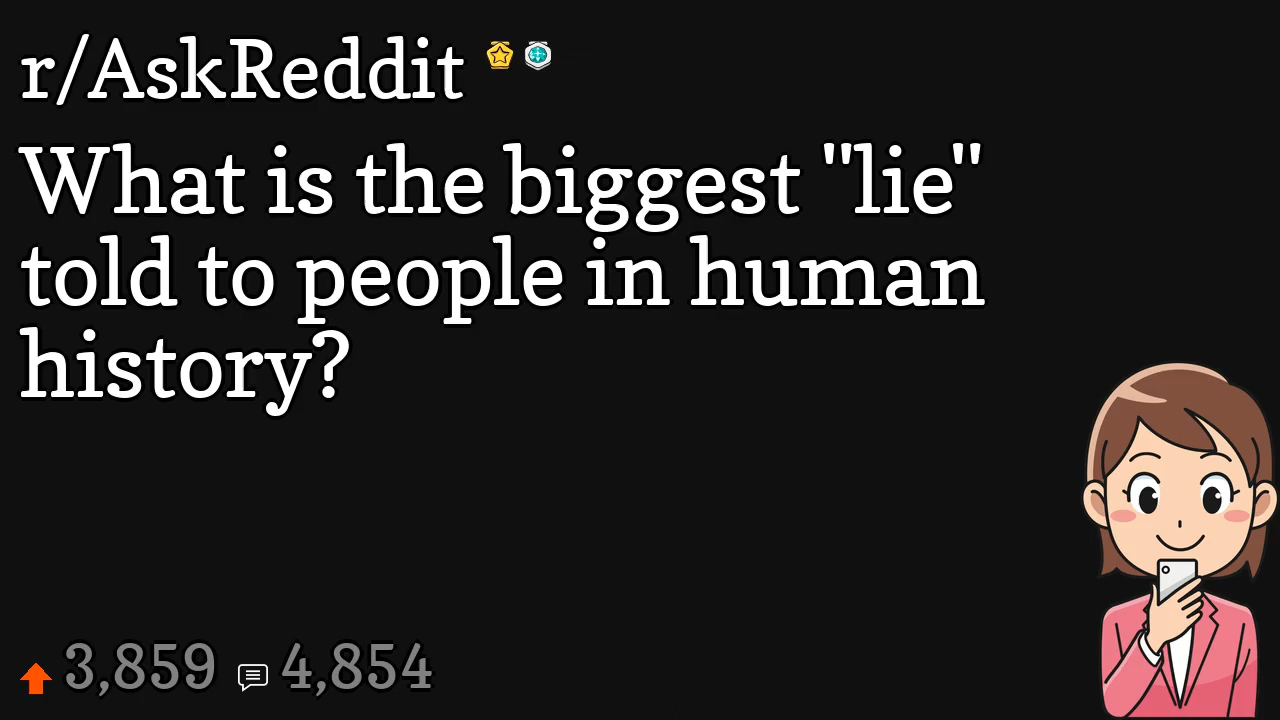 r/AskReddit
What is the biggest "lie"
told to people in human
history?
3,859 4,854